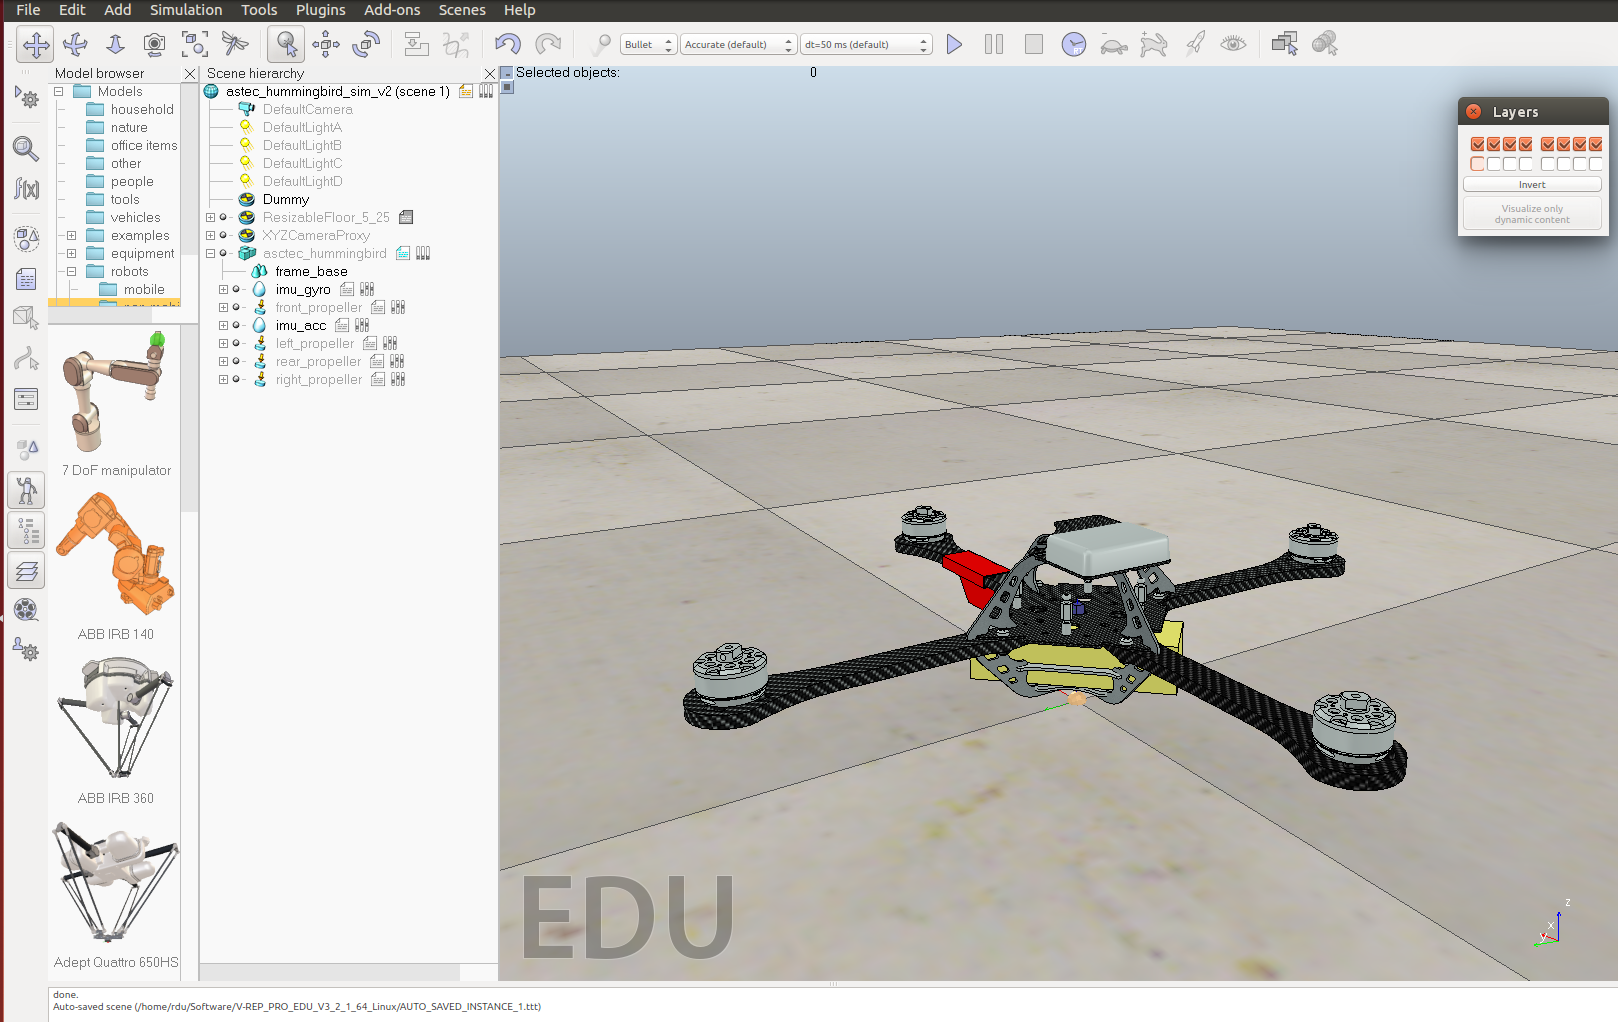 File Edit Add Simulation Tools Plugins Add-ons Scenes Help
Bullet Accurate (default) dt=50 ms (default)
Model browser
Models
household
nature
office items
other
people
tools
vehicles
examples
equipment
robots
mobile
7 DoF manipulator
ABB IRB 140
ABB IRB 360
Adept Quattro 650HS
Scene hierarchy
astec_hummingbird_sim_v2 (scene 1)
DefaultCamera
DefaultLightA
DefaultLightB
DefaultLightC
DefaultLightD
Dummy
ResizableFloor_5_25
XYZCameraProxy
asctec_hummingbird
frame_base
imu_gyro
front_propeller
imu_acc
left_propeller
rear_propeller
right_propeller
Selected objects: 0
Layers
Invert
Visualize only
dynamic content
EDU
z
x
y
done.
Auto-saved scene (/home/rdu/Software/V-REP_PRO_EDU_V3_2_1_64_Linux/AUTO_SAVED_INSTANCE_1.ttt)